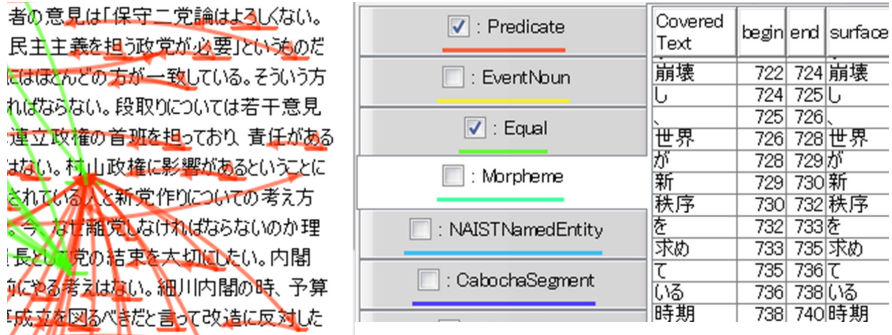 者の意見は「保守二党論はよろしくない。
民主主義を担う政党が必要」というものだ
にはほとんどの方が一致している。そういう方
ればならない。段取りについては若干意見
連立政権の首班を担っており、責任がある
はない。村山政権に影響があるということに
されている人と新党作りについての考え方
。今、なぜ離党しなければならないのか理
長として党の結束を大切にしたい。内閣
前にやる考えはない。細川内閣の時、予算
成立を図るべきだと言って改造に反対した
: Predicate
: EventNoun
: Equal
: Morpheme
: NAISTNamedEntity
: CabochaSegment
Covered Text begin end surface
崩壊 722 724 崩壊
し 724 725 し
、 725 726 、
世界 726 728 世界
が 728 729 が
新 729 730 新
秩序 730 732 秩序
を 732 733 を
求め 733 735 求め
て 735 736 て
いる 736 738 いる
時期 738 740 時期